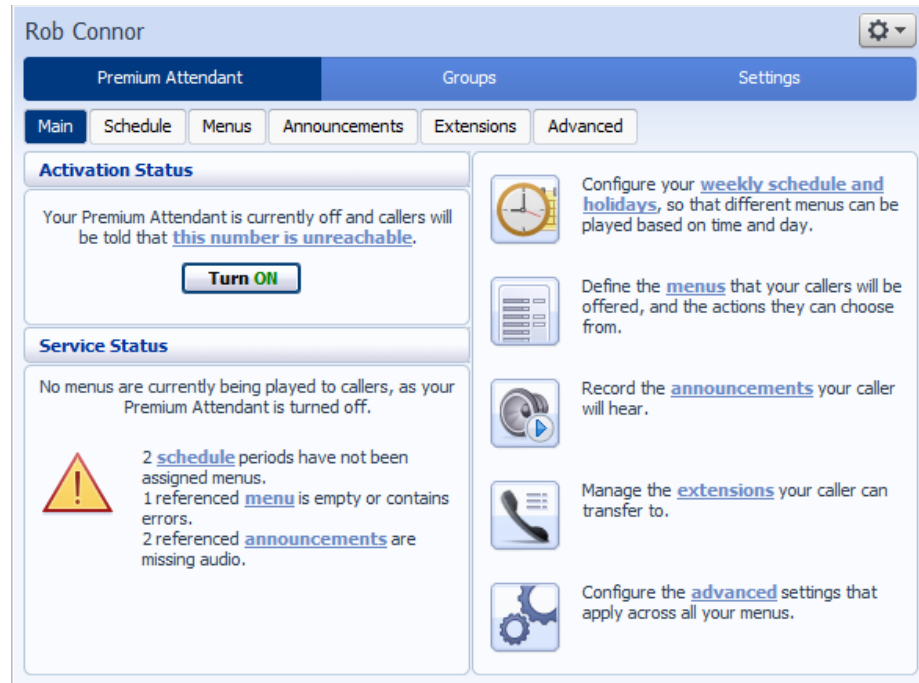 Rob Connor
Premium Attendant
Groups
Settings
Main
Schedule
Menus
Announcements
Extensions
Advanced
Activation Status
Your Premium Attendant is currently off and callers will
be told that this number is unreachable.
Turn ON
Service Status
No menus are currently being played to callers, as your
Premium Attendant is turned off.
2 schedule periods have not been
assigned menus.
1 referenced menu is empty or contains
errors.
2 referenced announcements are
missing audio.
Configure your weekly schedule and
holidays, so that different menus can be
played based on time and day.
Define the menus that your callers will be
offered, and the actions they can choose
from.
Record the announcements your caller
will hear.
Manage the extensions your caller can
transfer to.
Configure the advanced settings that
apply across all your menus.